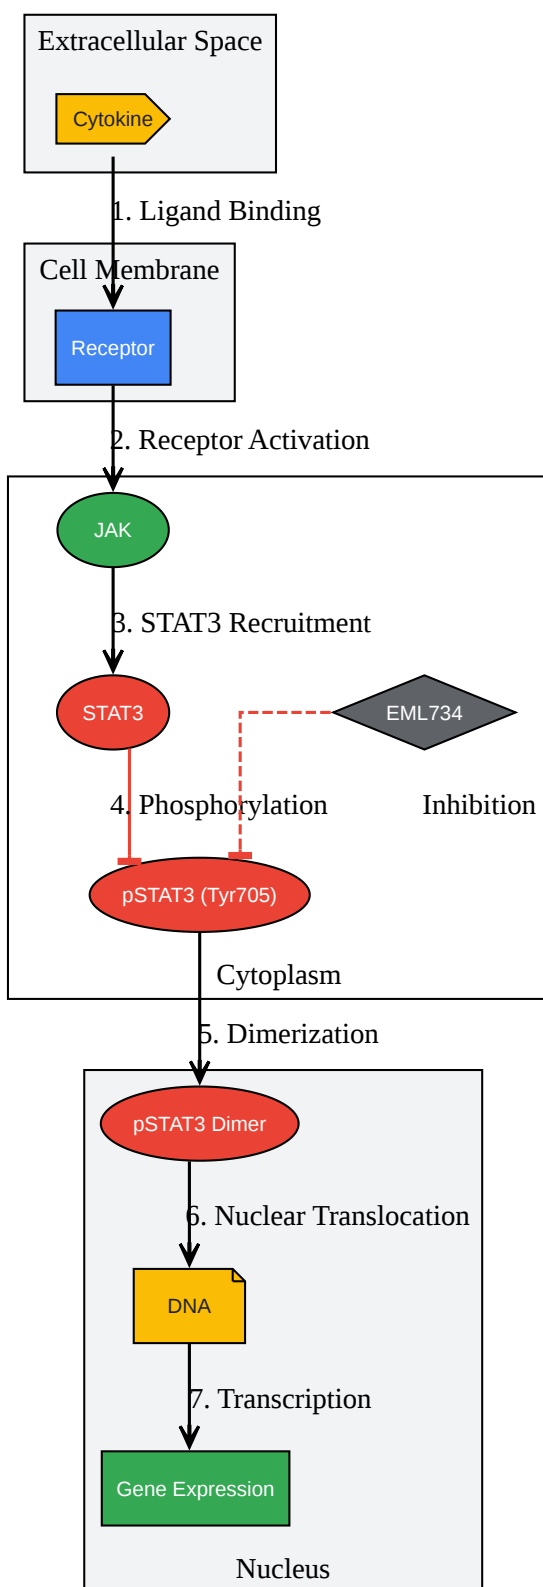 Extracellular Space
Cytokine
1. Ligand Binding
Cell Membrane
Receptor
2. Receptor Activation
JAK
3. STAT3 Recruitment
STAT3
EML734
4. Phosphorylation
Inhibition
pSTAT3 (Tyr705)
Cytoplasm
5. Dimerization
pSTAT3 Dimer
6. Nuclear Translocation
DNA
7. Transcription
Gene Expression
Nucleus